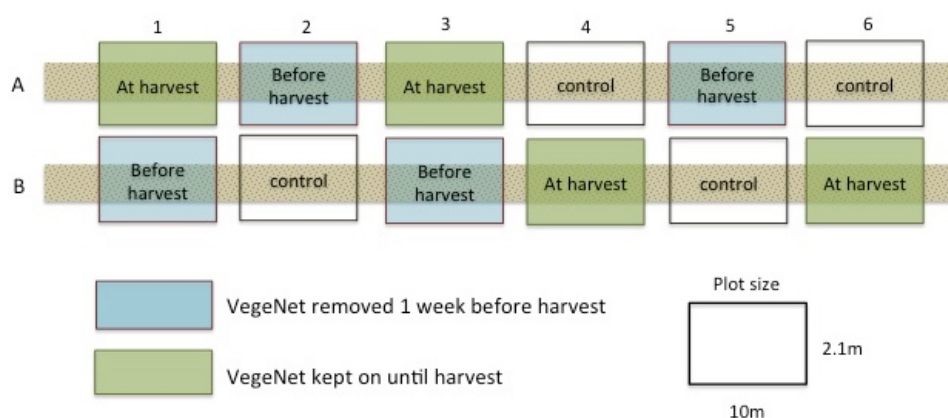 1 2 3 4 5 6
A At harvest Before harvest At harvest control Before harvest control
B Before harvest control Before harvest At harvest control At harvest
VegeNet removed 1 week before harvest
VegeNet kept on until harvest
Plot size
2.1m
10m